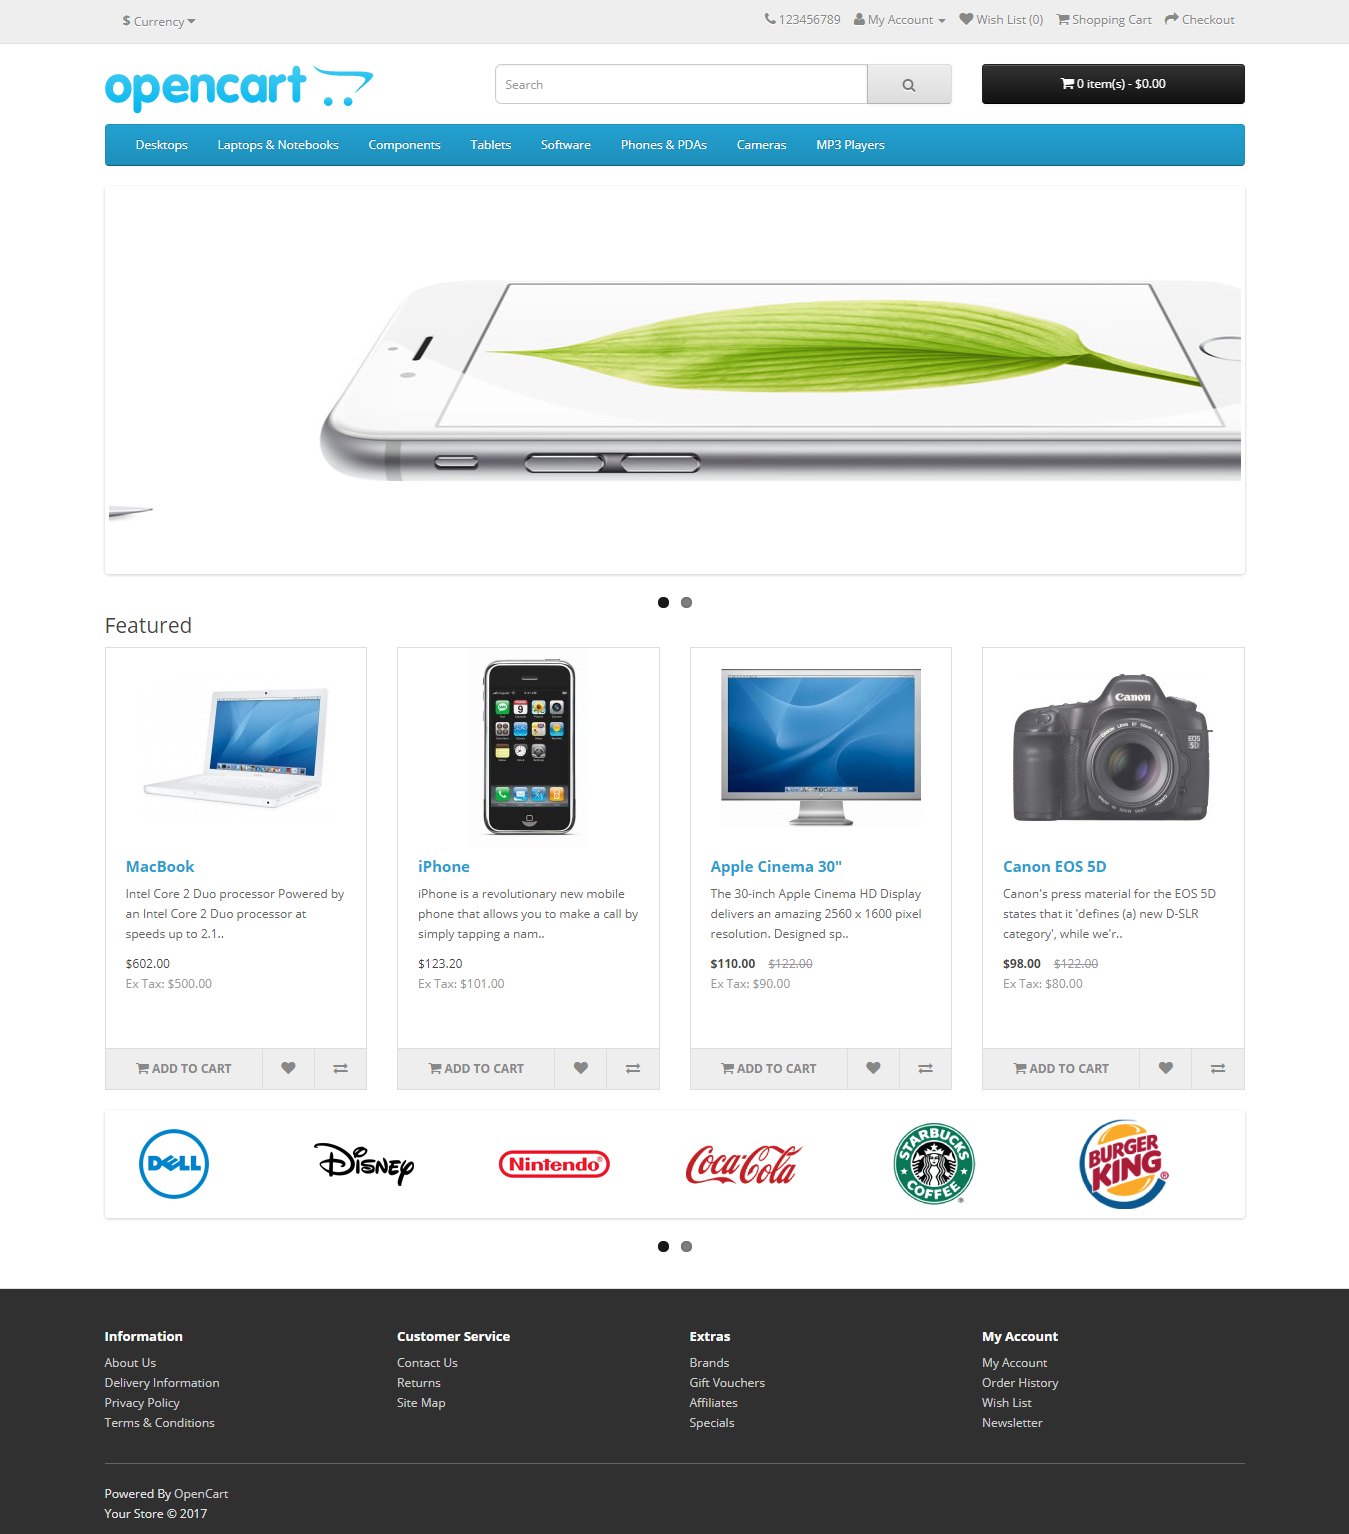 $ Currency
123456789 My Account Wish List (0) Shopping Cart Checkout
opencart
Search
0 item(s) - $0.00
Desktops Laptops & Notebooks Components Tablets Software Phones & PDAs Cameras MP3 Players
Featured
Canon
EOS
5D
MacBook
Intel Core 2 Duo processor Powered by
an Intel Core 2 Duo processor at
speeds up to 2.1..
$602.00
Ex Tax: $500.00
ADD TO CART
iPhone
iPhone is a revolutionary new mobile
phone that allows you to make a call by
simply tapping a nam..
$123.20
Ex Tax: $101.00
ADD TO CART
Apple Cinema 30"
The 30-inch Apple Cinema HD Display
delivers an amazing 2560 x 1600 pixel
resolution. Designed sp..
$110.00 $122.00
Ex Tax: $90.00
ADD TO CART
Canon EOS 5D
Canon's press material for the EOS 5D
states that it 'defines (a) new D-SLR
category', while we'r..
$98.00 $122.00
Ex Tax: $80.00
ADD TO CART
DELL
Disney
Nintendo®
Coca-Cola
STARBUCKS
COFFEE®
BURGER
KING®
Information
About Us
Delivery Information
Privacy Policy
Terms & Conditions
Customer Service
Contact Us
Returns
Site Map
Extras
Brands
Gift Vouchers
Affiliates
Specials
My Account
My Account
Order History
Wish List
Newsletter
Powered By OpenCart
Your Store © 2017